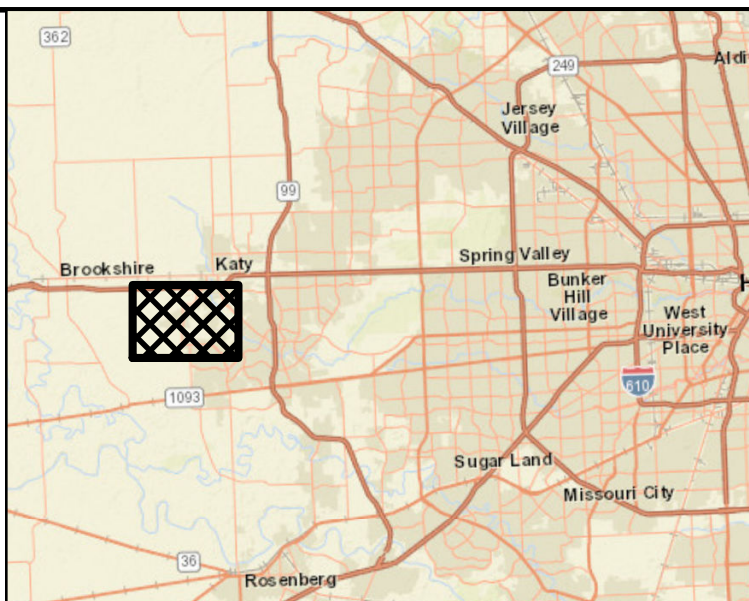 362
Aldi
249
Jersey
Village
99
Spring Valley
Brookshire
Katy
Bunker
Hill
Village
H
West
University
Place
610
1093
Sugar Land
Missouri City
36
Rosenberg